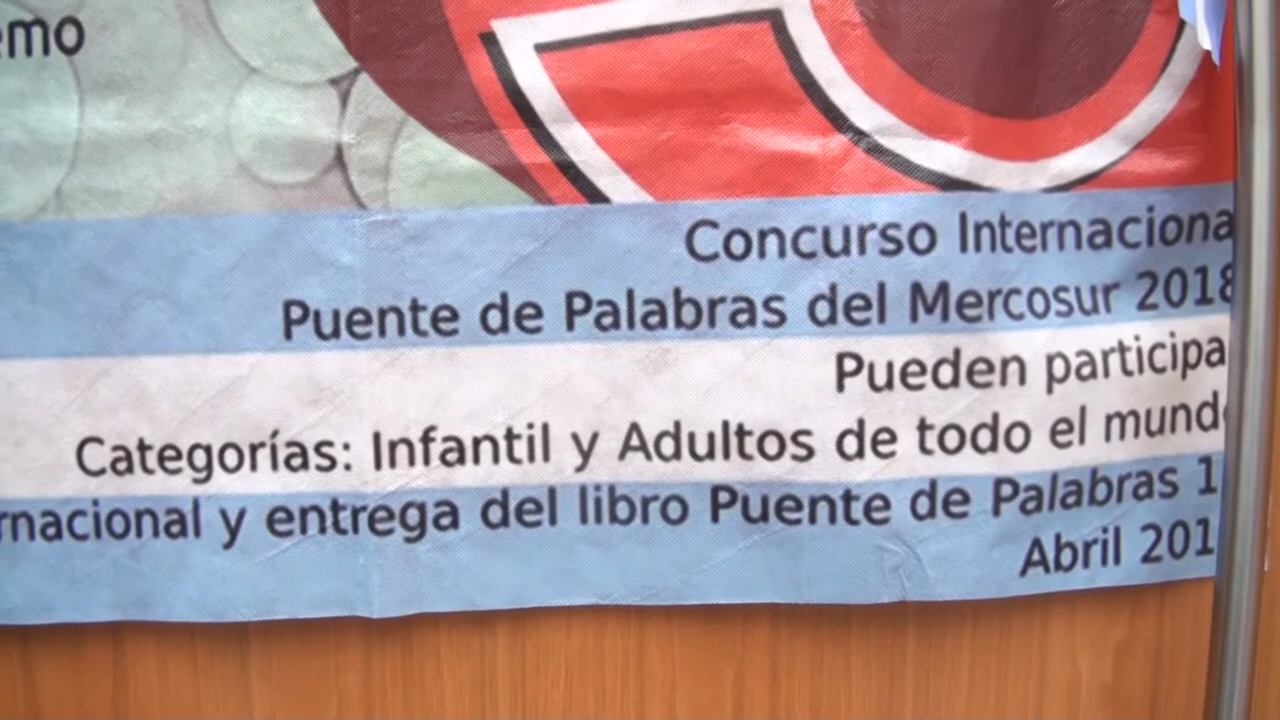 emo
Concurso Internaciona
Puente de Palabras del Mercosur 2018
Pueden participa
Categorías: Infantil y Adultos de todo el mund
rnacional y entrega del libro Puente de Palabras 1
Abril 201